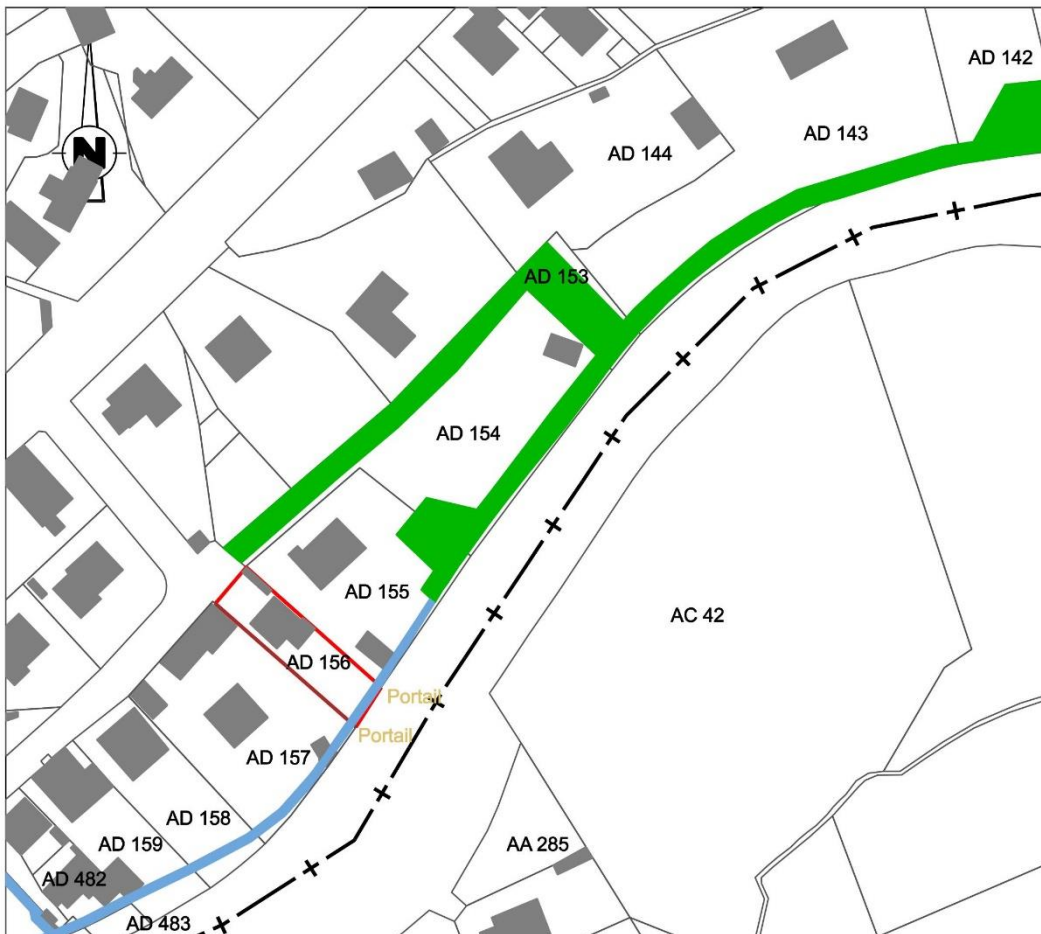 AD 142
AD 143
AD 144
N
AD 153
AD 154
AD 155
AC 42
AD 156
Portail
Portail
AD 157
AD 158
AD 159
AA 285
AD 482
AD 483